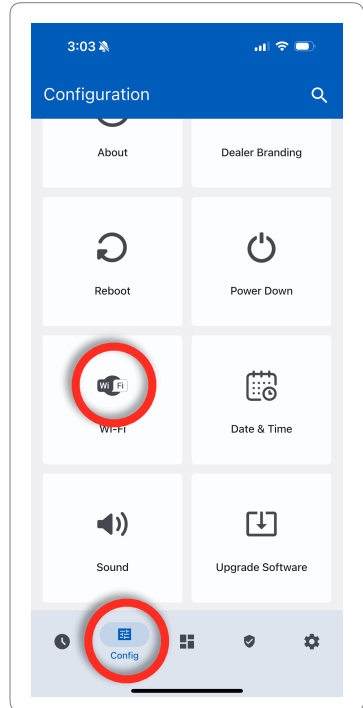 3:03
Configuration
About
Dealer Branding
Reboot
Power Down
Wi Fi
Wi-Fi
Date & Time
Sound
Upgrade Software
Config